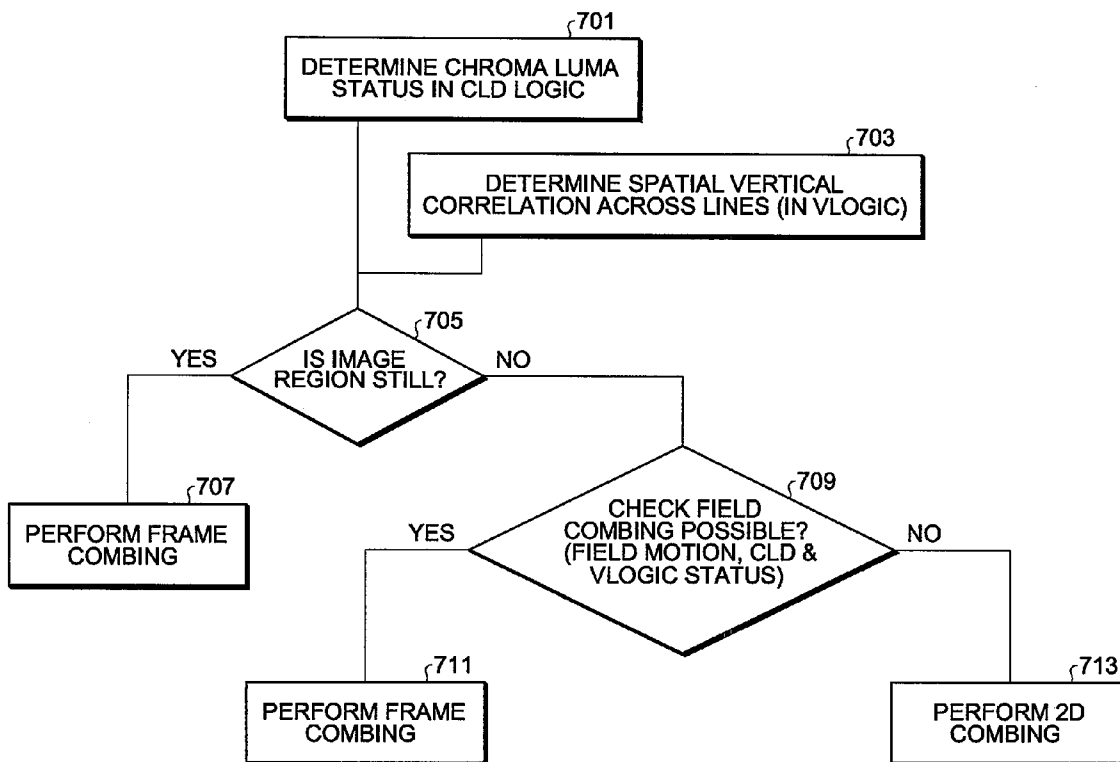 701
DETERMINE CHROMA LUMA
STATUS IN CLD LOGIC
703
DETERMINE SPATIAL VERTICAL
CORRELATION ACROSS LINES (IN VLOGIC)
705
YES
IS IMAGE
REGION STILL?
NO
707
PERFORM FRAME
COMBING
709
YES
CHECK FIELD
COMBING POSSIBLE?
(FIELD MOTION, CLD &
VLOGIC STATUS)
NO
711
PERFORM FRAME
COMBING
713
PERFORM 2D
COMBING